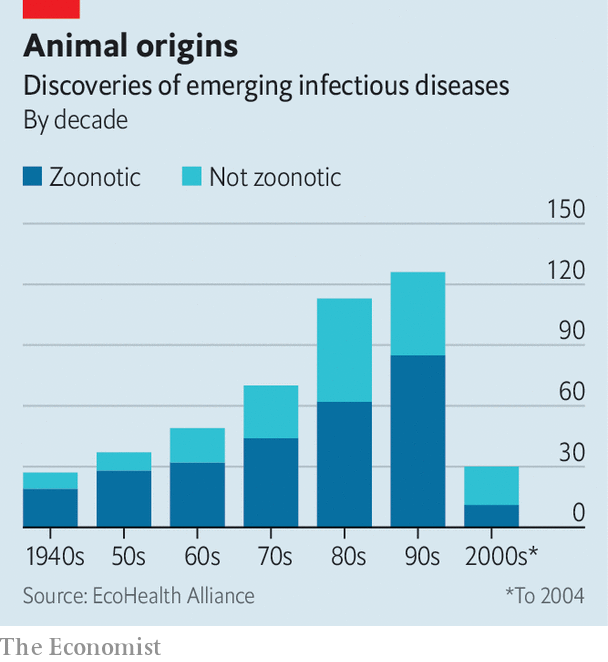 Animal origins
Discoveries of emerging infectious diseases
By decade
Zoonotic Not zoonotic
150
120
90
60
30
0
1940s 50s 60s 70s 80s 90s 2000s*
Source: EcoHealth Alliance *To 2004
The Economist